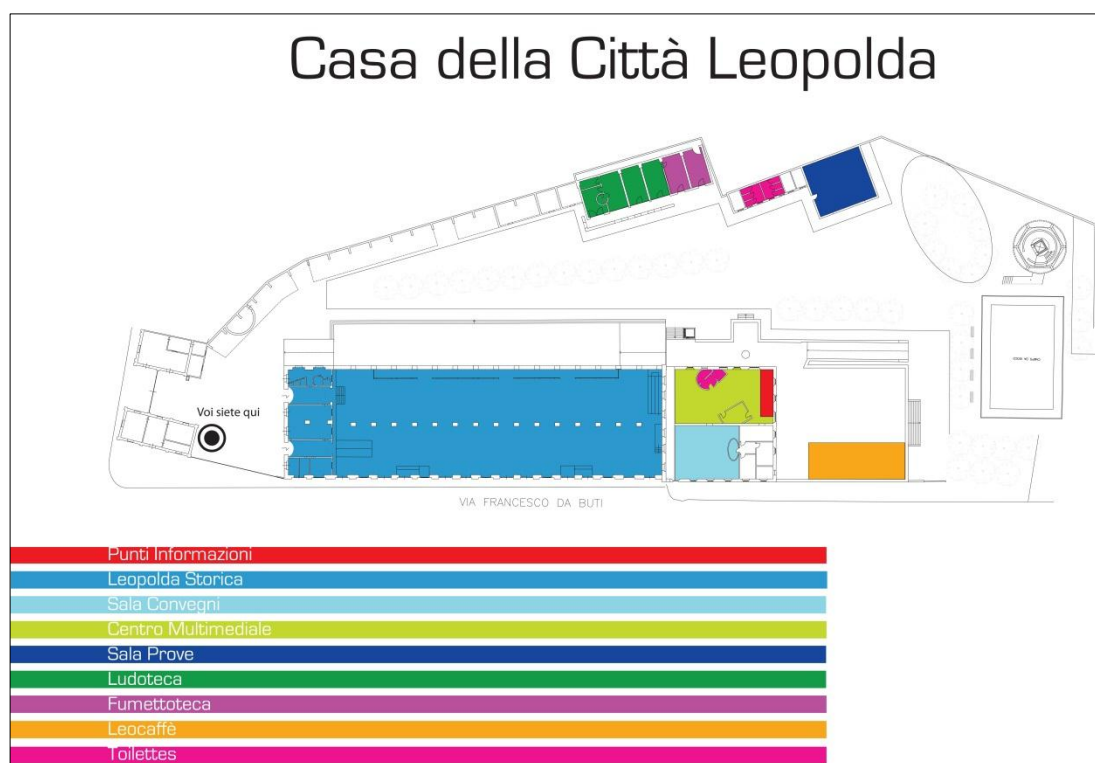 Casa della Città Leopolda
Voi siete qui
VIA FRANCESCO DA BUTI
Punti Informazioni
Leopolda Storica
Sala Convegni
Centro Multimediale
Sala Prove
Ludoteca
Fumettoteca
Leocaffè
Toilettes